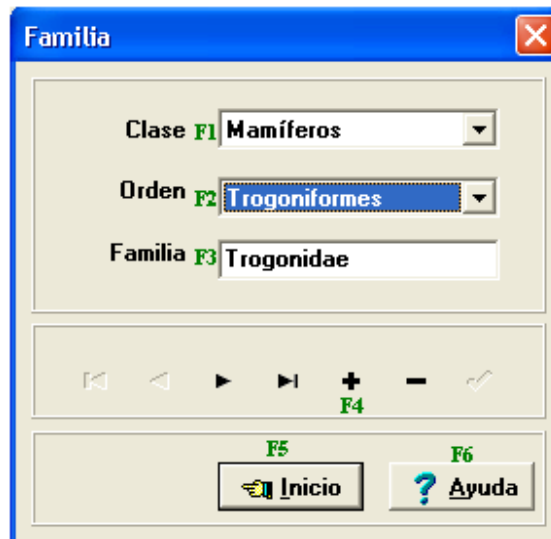 Familia
Clase F1 Mamíferos
Orden F2 Trogoniformes
Familia F3 Trogonidae
F4
F5 F6
Inicio ? Ayuda